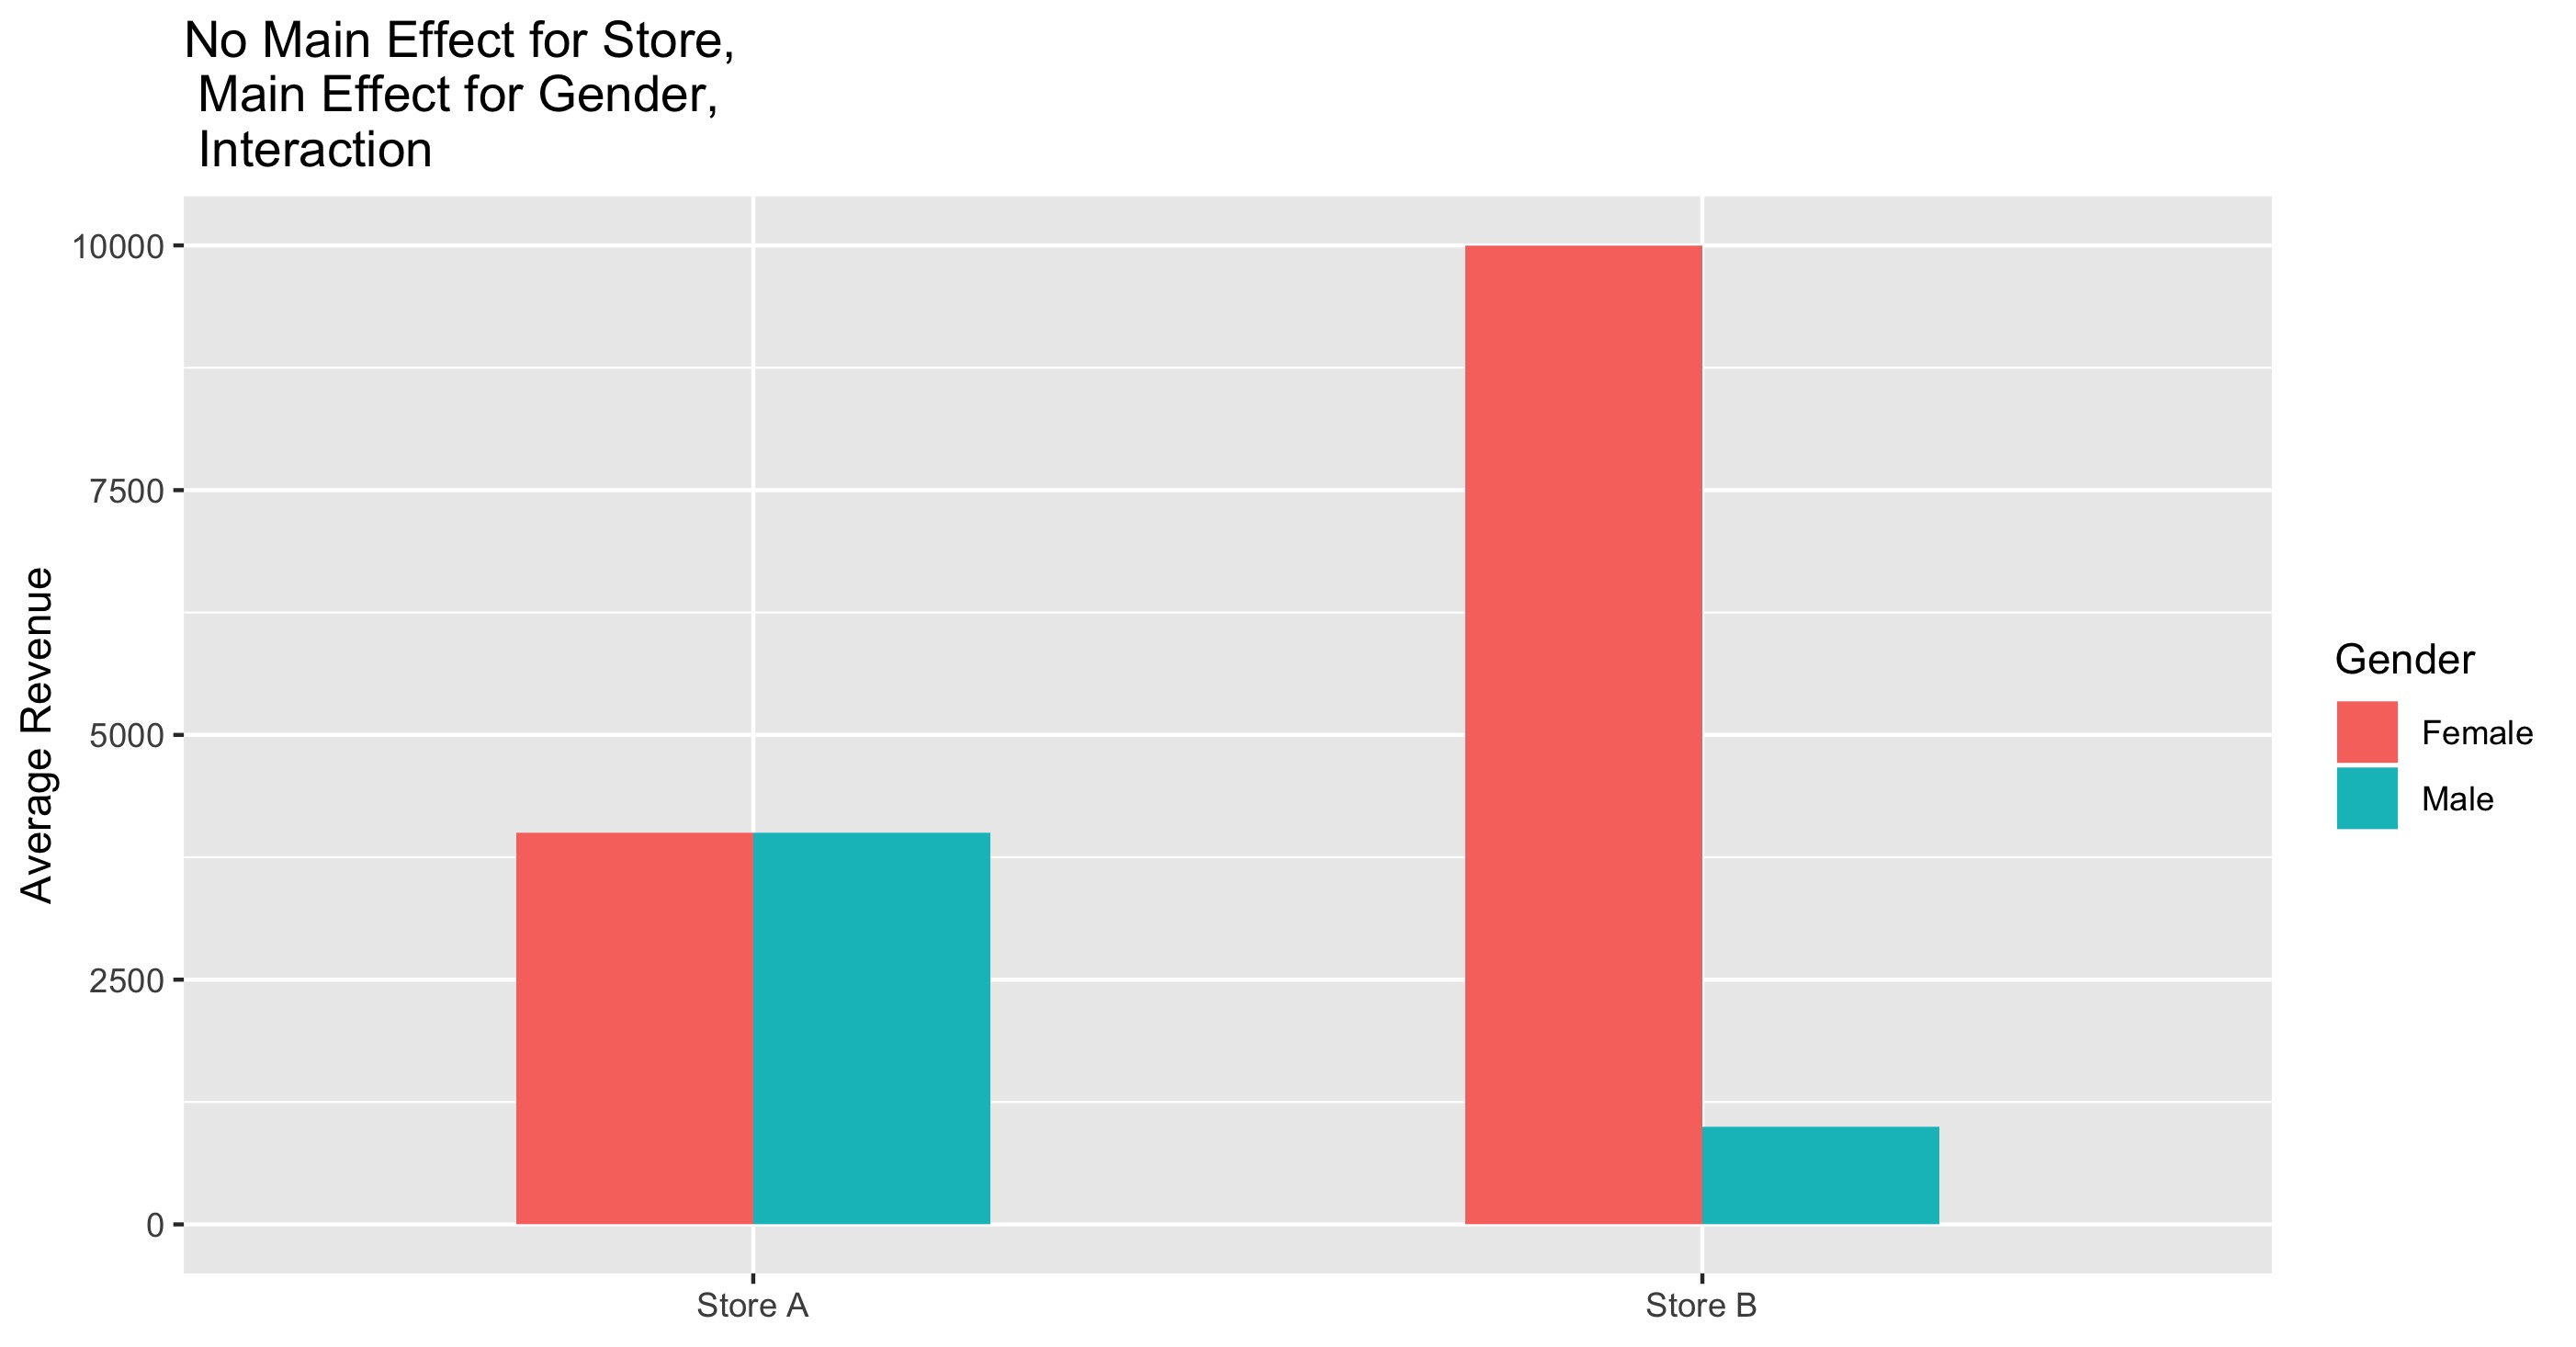 No Main Effect for Store,
Main Effect for Gender,
Interaction
10000
7500
5000
2500
0
Average Revenue
Store A
Store B
Gender
Female
Male